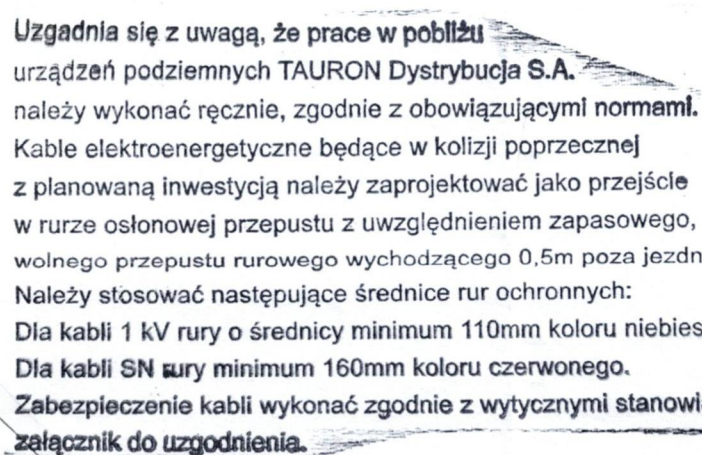 Uzgadnia się z uwagą, że prace w pobliżu
urządzeń podziemnych TAURON Dystrybucja S.A.
należy wykonać ręcznie, zgodnie z obowiązującymi normami.
Kable elektroenergetyczne będące w kolizji poprzecznej
z planowaną inwestycją należy zaprojektować jako przejście
w rurze osłonowej przepustu z uwzględnieniem zapasowego,
wolnego przepustu rurowego wychodzącego 0,5m poza jezdn
Należy stosować następujące średnice rur ochronnych:
Dla kabli 1 kV rury o średnicy minimum 110mm koloru niebies
Dla kabli SN rury minimum 160mm koloru czerwonego.
Zabezpieczenie kabli wykonać zgodnie z wytycznymi stanowi
załącznik do uzgodnienia.